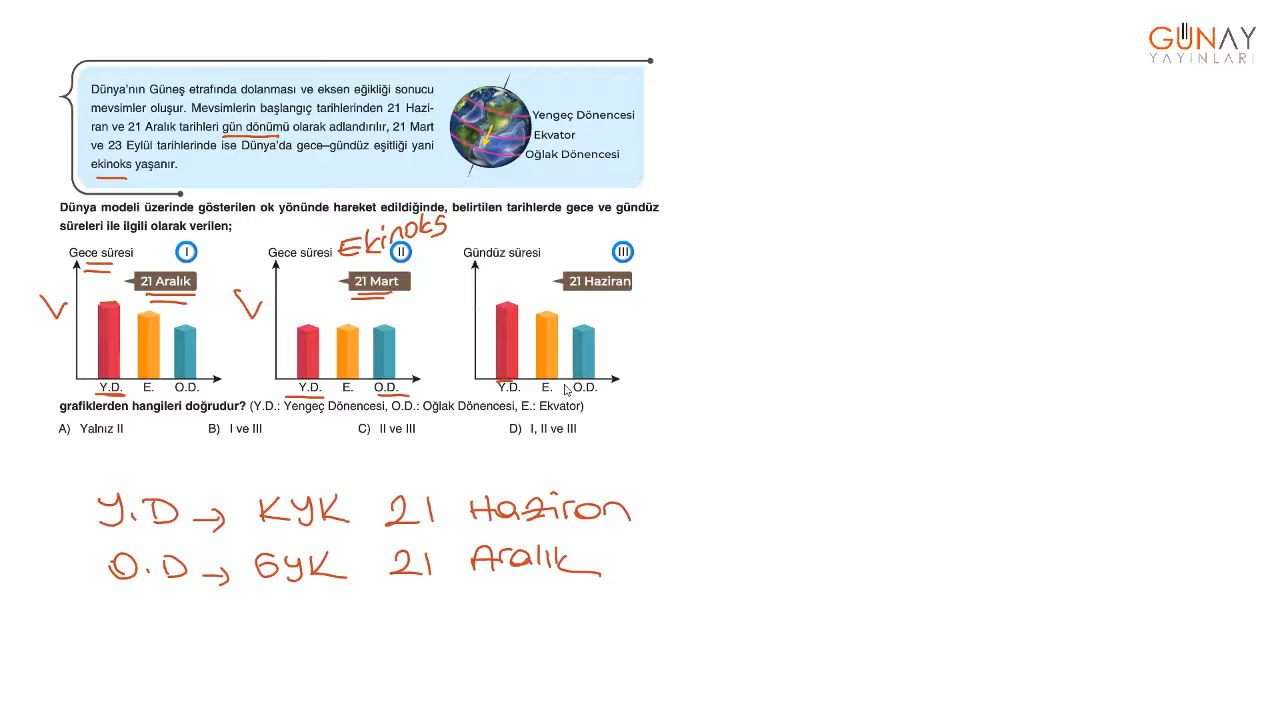 GÜNAY
YAYINLARI
Dünya'nın Güneş etrafında dolanması ve eksen eğikliği sonucu
mevsimler oluşur. Mevsimlerin başlangıç tarihlerinden 21 Hazi-
ran ve 21 Aralık tarihleri gün dönümü olarak adlandırılır, 21 Mart
ve 23 Eylül tarihlerinde ise Dünya'da gece–gündüz eşitliği yani
ekinoks yaşanır.
Yengeç Dönencesi
Ekvator
Oğlak Dönencesi
Dünya modeli üzerinde gösterilen ok yönünde hareket edildiğinde, belirtilen tarihlerde gece ve gündüz
süreleri ile ilgili olarak verilen;
Gece süresi
I
21 Aralık
Y.D. E. O.D.
Gece süresi
Ekinoks
II
21 Mart
Y.D. E. O.D.
Gündüz süresi
III
21 Haziran
Y.D. E. O.D.
grafiklerden hangileri doğrudur? (Y.D.: Yengeç Dönencesi, O.D.: Oğlak Dönencesi, E.: Ekvator)
A) Yalnız II B) I ve III C) II ve III D) I, II ve III
Y.D → KYK 21 Haziron
O.D → GYK 21 Aralık